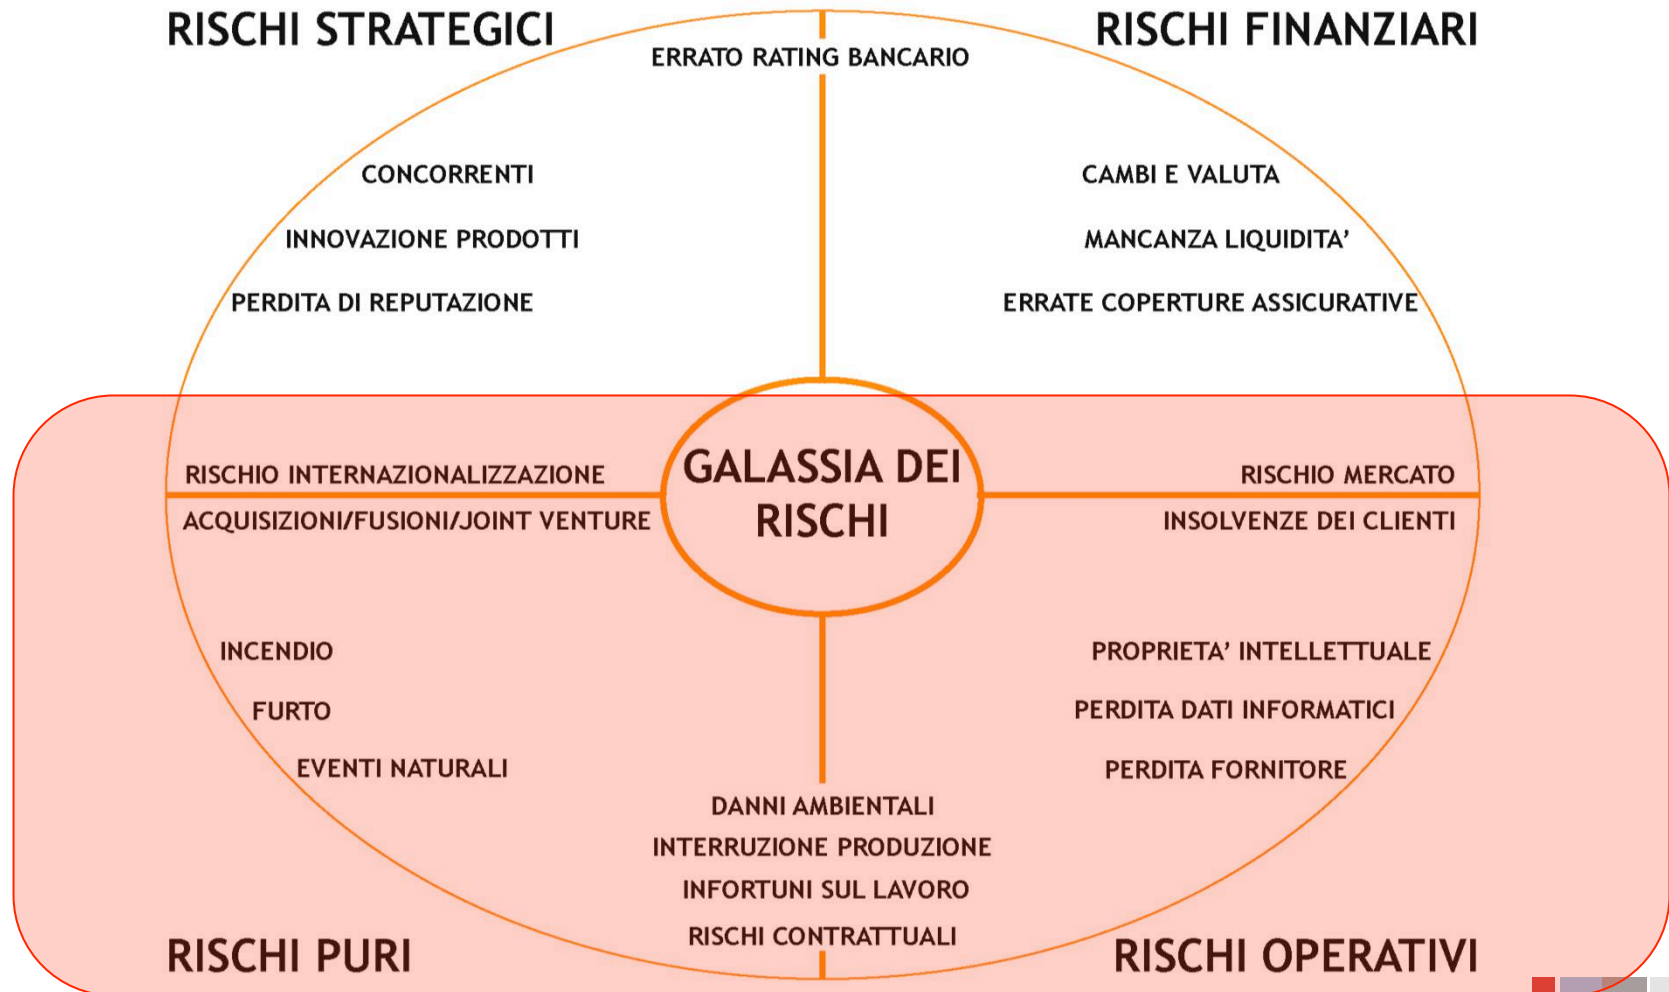 RISCHI STRATEGICI
RISCHI FINANZIARI
ERRATO RATING BANCARIO
CONCORRENTI
CAMBI E VALUTA
INNOVAZIONE PRODOTTI
MANCANZA LIQUIDITA’
PERDITA DI REPUTAZIONE
ERRATE COPERTURE ASSICURATIVE
GALASSIA DEI
RISCHI
RISCHIO INTERNAZIONALIZZAZIONE
RISCHIO MERCATO
ACQUISIZIONI/FUSIONI/JOINT VENTURE
INSOLVENZE DEI CLIENTI
INCENDIO
PROPRIETA’ INTELLETTUALE
FURTO
PERDITA DATI INFORMATICI
EVENTI NATURALI
PERDITA FORNITORE
DANNI AMBIENTALI
INTERRUZIONE PRODUZIONE
INFORTUNI SUL LAVORO
RISCHI CONTRATTUALI
RISCHI PURI
RISCHI OPERATIVI